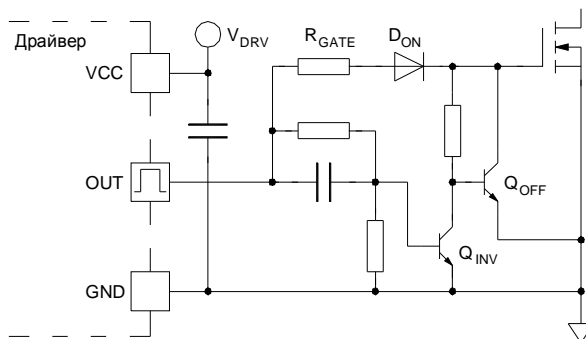 Драйвер
V_DRV
R_GATE
D_ON
VCC
OUT
Q_OFF
Q_INV
GND